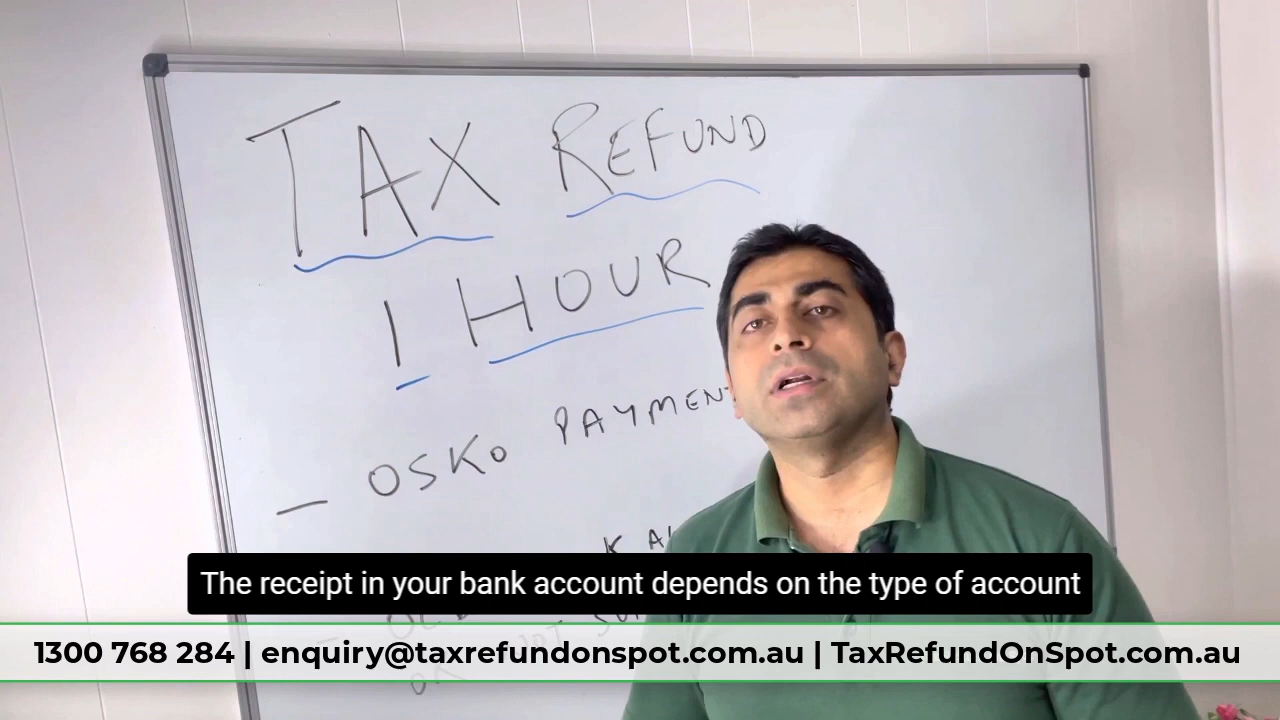 TAX REFUND
1 HOUR
— OSKO PAYMENT
K
The receipt in your bank account depends on the type of account
1300 768 284 | enquiry@taxrefundonspot.com.au | TaxRefundOnSpot.com.au